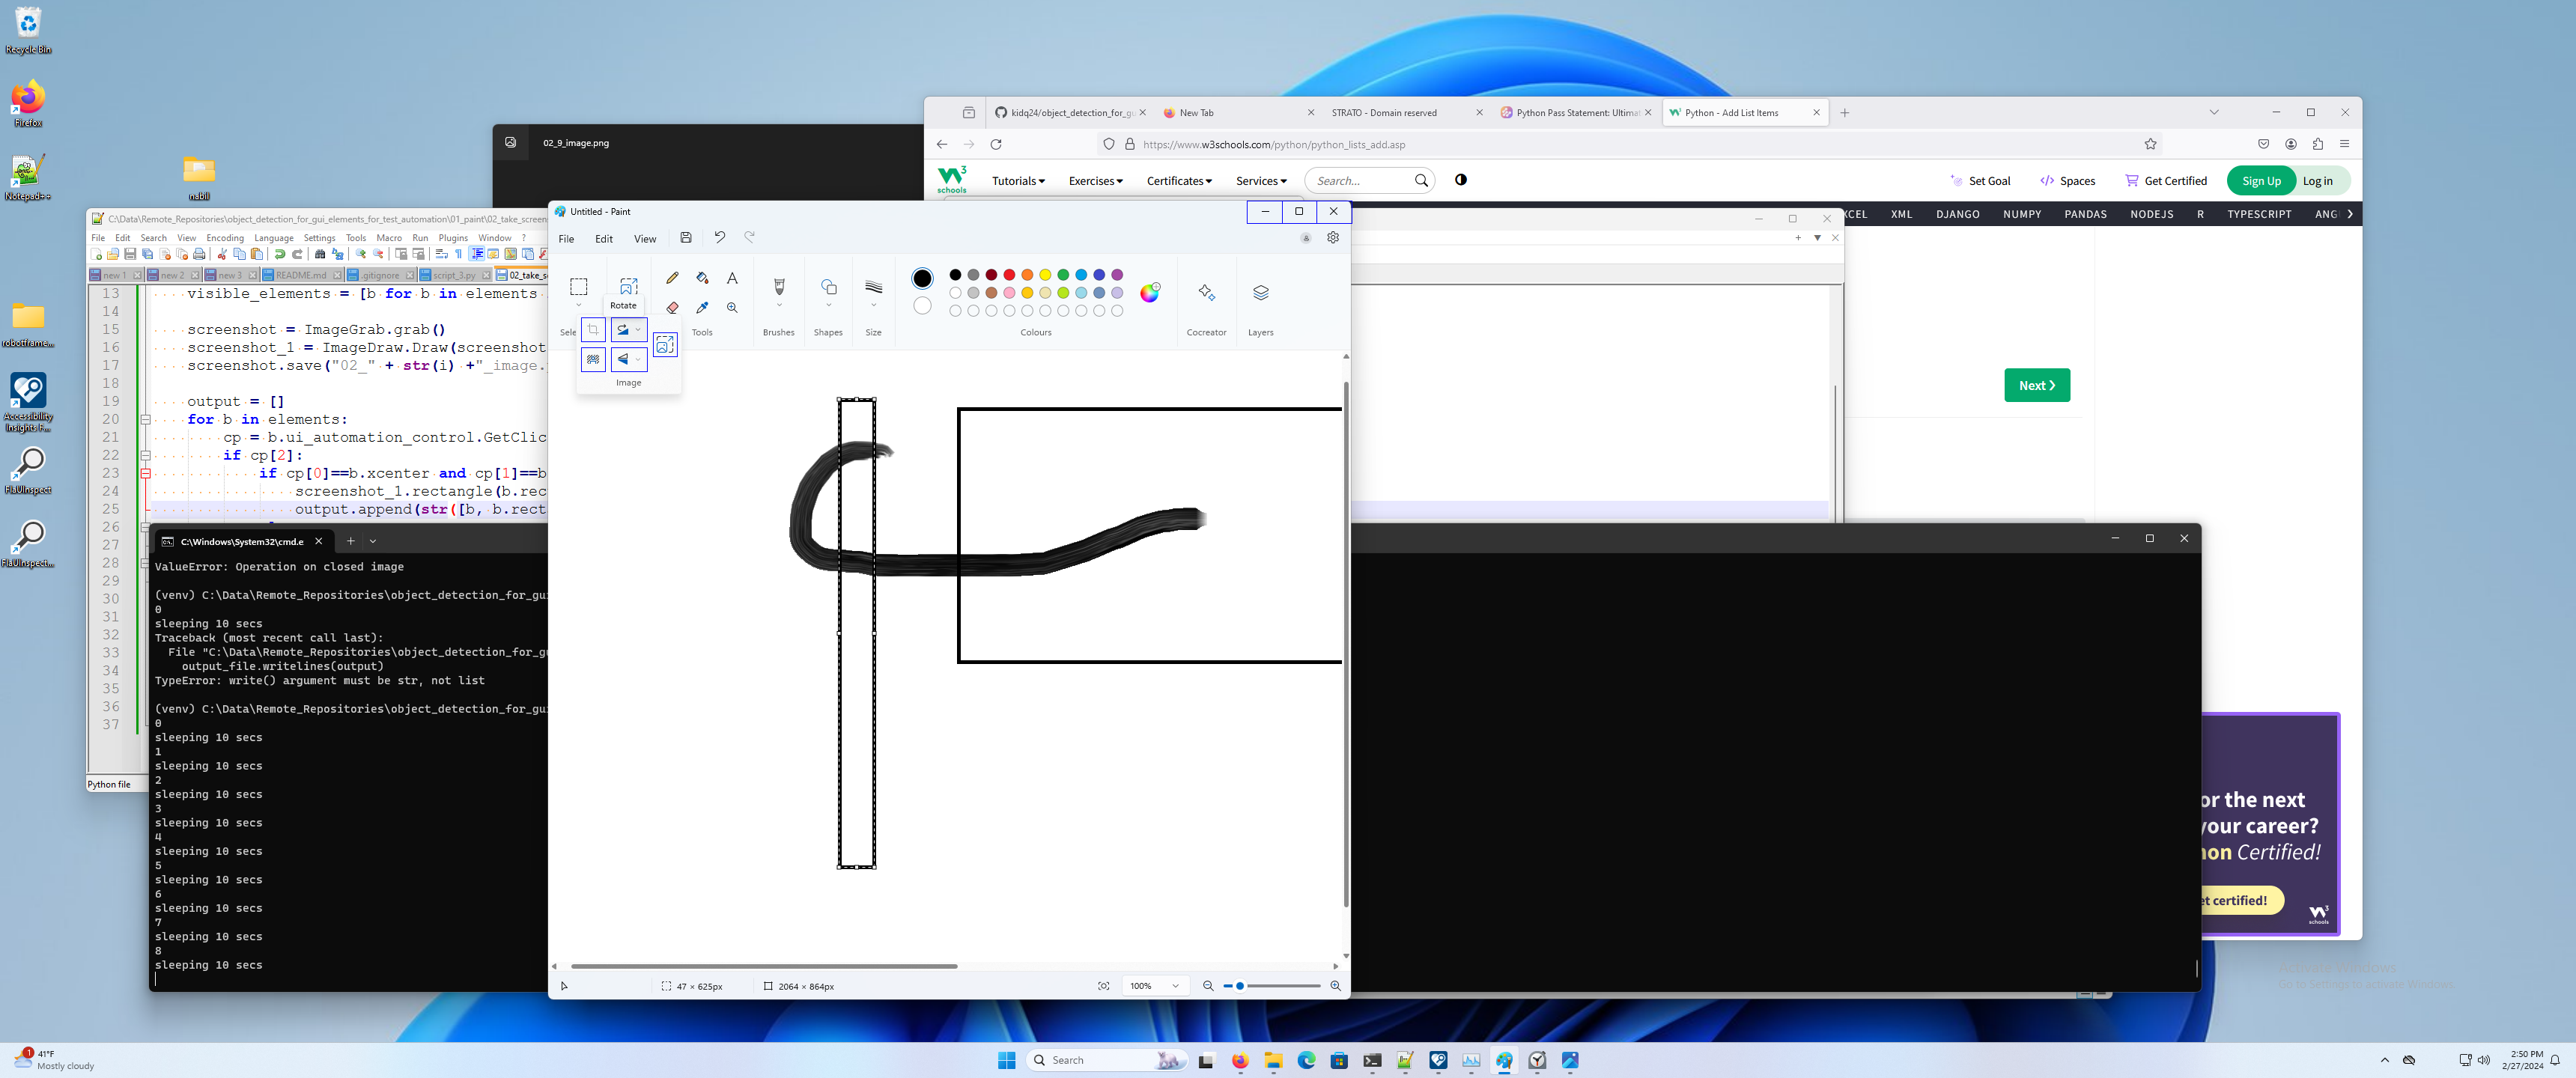 Recycle Bin
Firefox
Notepad++
nabil
robotframe...
Accessibility
Insights F...
FlaUInspect
FlaUInspect...
02_9_image.png
kidq24/object_detection_for_gu
New Tab
STRATO - Domain reserved
Python Pass Statement: Ultimat
Python - Add List Items
https://www.w3schools.com/python/python_lists_add.asp
W3 schools
Tutorials
Exercises
Certificates
Services
Search...
Set Goal
Spaces
Get Certified
Sign Up
Log in
XCEL XML DJANGO NUMPY PANDAS NODEJS R TYPESCRIPT ANG
Next ❯
or the next
your career?
Certified!
et certified!
W3 schools
C:\Data\Remote_Repositories\object_detection_for_gui_elements_for_test_automation\01_paint\02_take_screen
File Edit Search View Encoding Language Settings Tools Macro Run Plugins Window ?
new 1 new 2 new 3 README.md .gitignore script_3.py 02_take_s
13 visible_elements = [b for b in elements
14
15 screenshot = ImageGrab.grab()
16 screenshot_1 = ImageDraw.Draw(screenshot
17 screenshot.save("02_" + str(i) +"_image.
18
19 output = []
20 for b in elements:
21 cp = b.ui_automation_control.GetClic
22 if cp[2]:
23 if cp[0]==b.xcenter and cp[1]==b
24 screenshot_1.rectangle(b.rec
25 output.append(str([b, b.rect
26
27
28
29
30
31
32
33
34
35
36
37
Python file
C:\Windows\System32\cmd.e
ValueError: Operation on closed image
(venv) C:\Data\Remote_Repositories\object_detection_for_gui
0
sleeping 10 secs
Traceback (most recent call last):
File "C:\Data\Remote_Repositories\object_detection_for_gu
output_file.writelines(output)
TypeError: write() argument must be str, not list
(venv) C:\Data\Remote_Repositories\object_detection_for_gui
0
sleeping 10 secs
1
sleeping 10 secs
2
sleeping 10 secs
3
sleeping 10 secs
4
sleeping 10 secs
5
sleeping 10 secs
6
sleeping 10 secs
7
sleeping 10 secs
8
sleeping 10 secs
Untitled - Paint
File Edit View
Rotate
Sele
Image
Tools
Brushes
Shapes
Size
Colours
Cocreator
Layers
47 × 625px
2064 × 864px
100%
Activate Windows
Go to Settings to activate Windows.
1
41°F
Mostly cloudy
Search
2:50 PM
2/27/2024